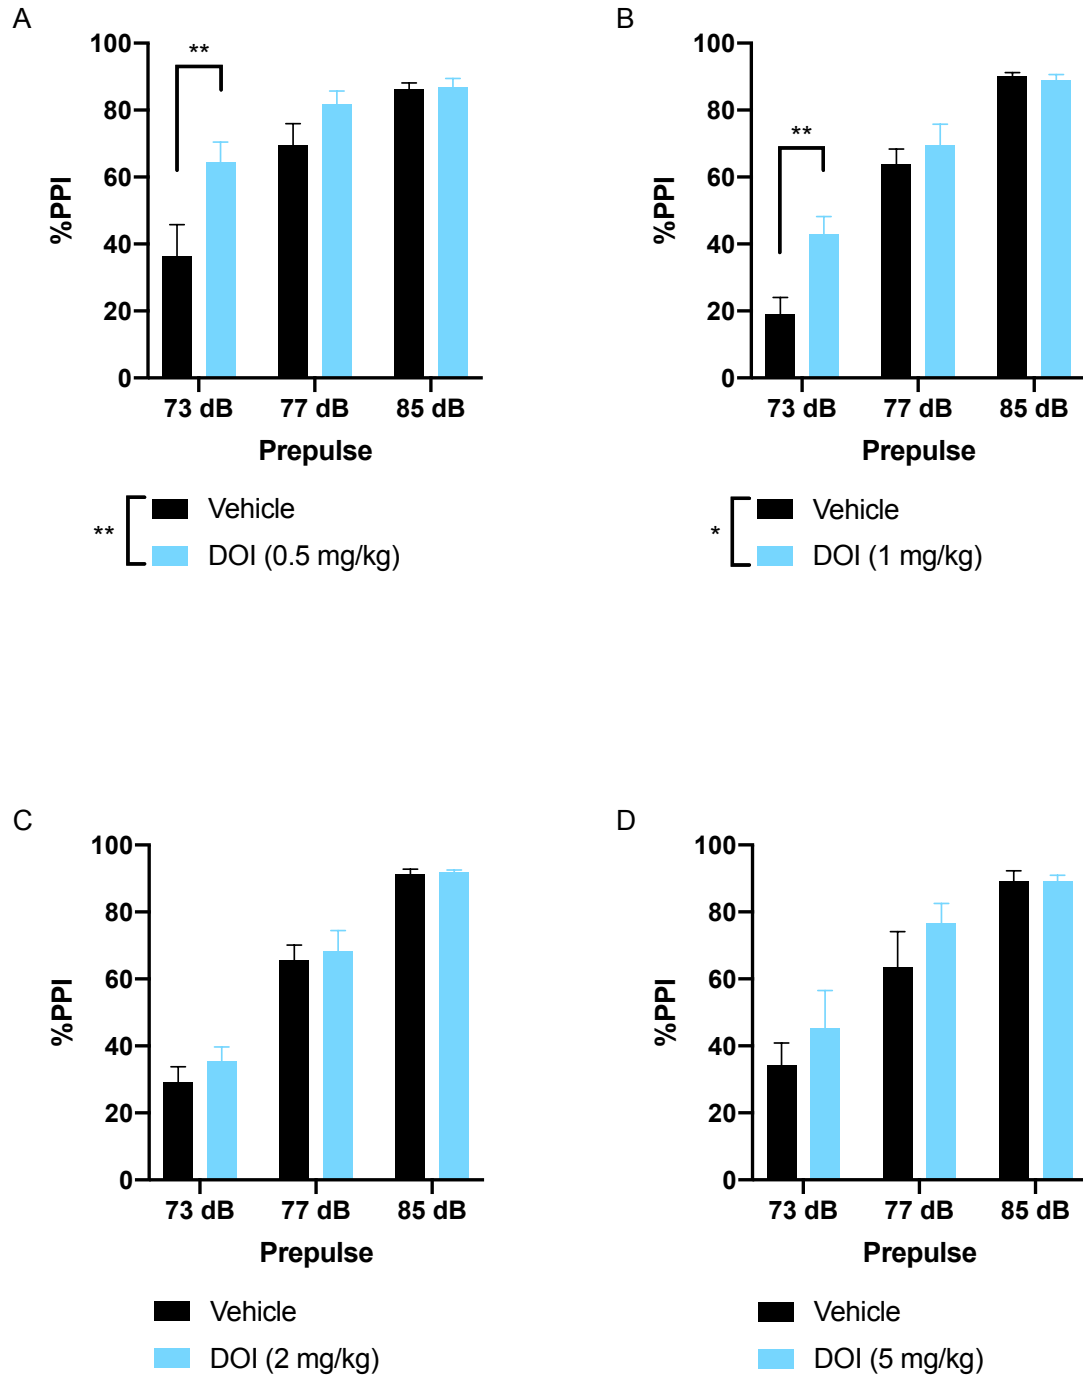 A
%PPI
100
80
60
40
20
0
**
73 dB 77 dB 85 dB
Prepulse
** Vehicle
DOI (0.5 mg/kg)
B
%PPI
100
80
60
40
20
0
**
73 dB 77 dB 85 dB
Prepulse
* Vehicle
DOI (1 mg/kg)
C
%PPI
100
80
60
40
20
0
73 dB 77 dB 85 dB
Prepulse
Vehicle
DOI (2 mg/kg)
D
%PPI
100
80
60
40
20
0
73 dB 77 dB 85 dB
Prepulse
Vehicle
DOI (5 mg/kg)